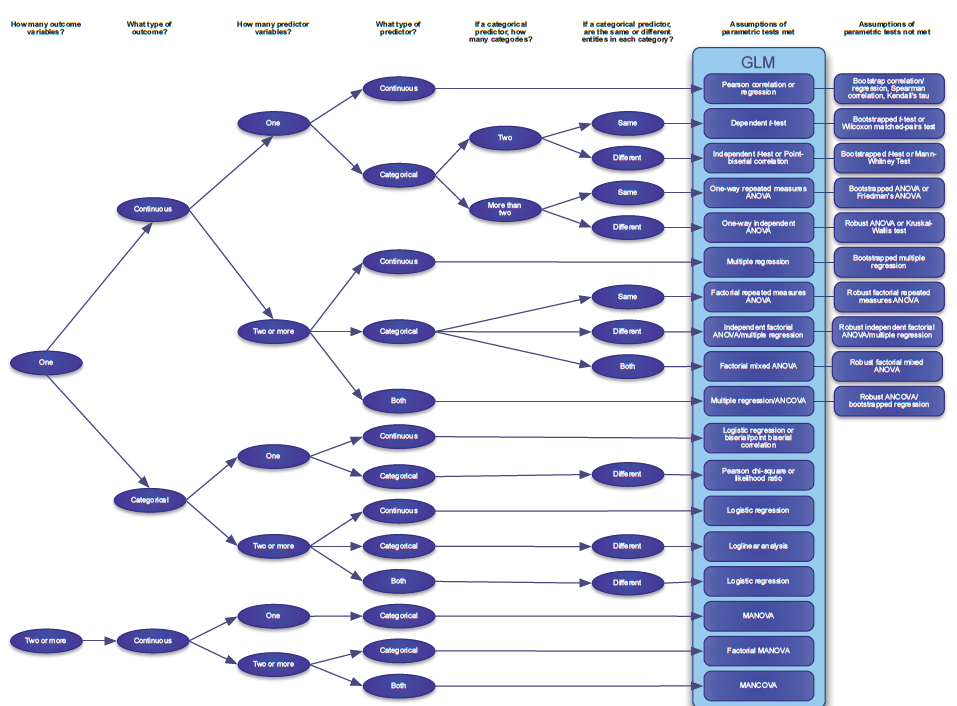 How many outcome
variables?
What type of
outcome?
How many predictor
variables?
What type of
predictor?
If a categorical
predictor, how
many categories?
If a categorical predictor,
are the same or different
entities in each category?
Assumptions of
parametric tests met
Assumptions of
parametric tests not met
GLM
Continuous
Pearson correlation or
regression
Bootstrap correlation/
regression, Spearman
correlation, Kendall's tau
One
Two
Same
Dependent t-test
Bootstrapped t-test or
Wilcoxon matched-pairs test
Different
Independent t-test or Point-
biserial correlation
Bootstrapped t-test or Mann-
Whitney Test
Categorical
More than
two
Same
One-way repeated measures
ANOVA
Bootstrapped ANOVA or
Friedman's ANOVA
Continuous
Different
One-way independent
ANOVA
Robust ANOVA or Kruskal-
Wallis test
Continuous
Multiple regression
Bootstrapped multiple
regression
Same
Factorial repeated measures
ANOVA
Robust factorial repeated
measures ANOVA
Two or more
Categorical
Different
Independent factorial
ANOVA/multiple regression
Robust independent factorial
ANOVA/multiple regression
One
Both
Factorial mixed ANOVA
Robust factorial mixed
ANOVA
Both
Multiple regression/ANCOVA
Robust ANCOVA/
bootstrapped regression
Continuous
Logistic regression or
biserial/point biserial
correlation
One
Categorical
Different
Pearson chi-square or
likelihood ratio
Categorical
Continuous
Logistic regression
Two or more
Categorical
Different
Loglinear analysis
Both
Different
Logistic regression
One
Categorical
MANOVA
Two or more
Continuous
Two or more
Categorical
Factorial MANOVA
Both
MANCOVA